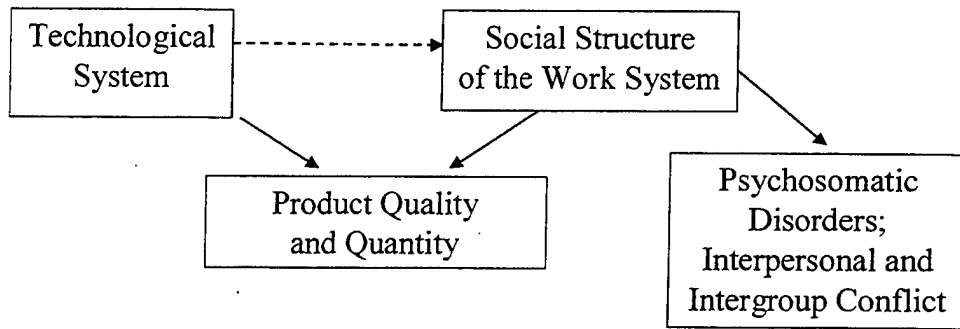 Technological
System
Social Structure
of the Work System
Product Quality
and Quantity
Psychosomatic
Disorders;
Interpersonal and
Intergroup Conflict